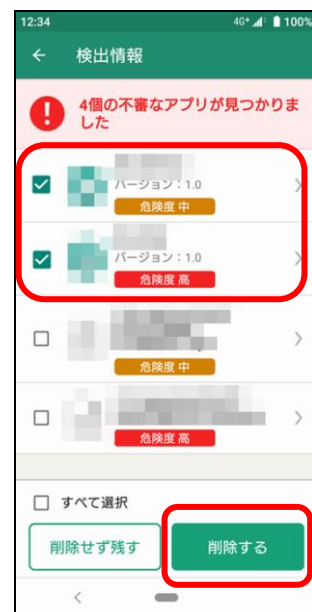 12:34
4G+
100%
検出情報
4個の不審なアプリが見つかりま
した
バージョン：1.0
危険度 中
バージョン：1.0
危険度 高
危険度 中
危険度 高
すべて選択
削除せず残す
削除する